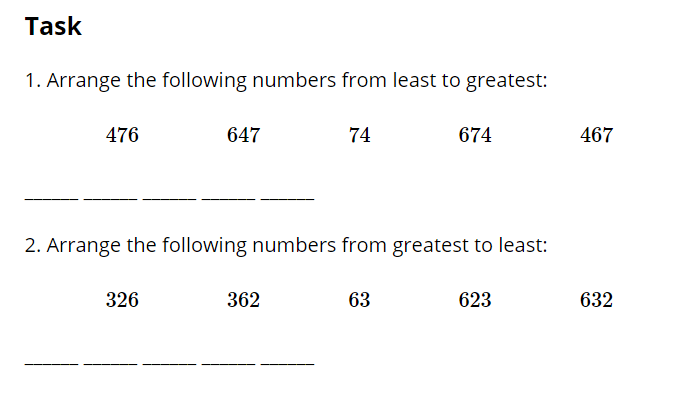 Task
1. Arrange the following numbers from least to greatest:
476 647 74 674 467
______ ______ ______ ______ ______
2. Arrange the following numbers from greatest to least:
326 362 63 623 632
______ ______ ______ ______ ______